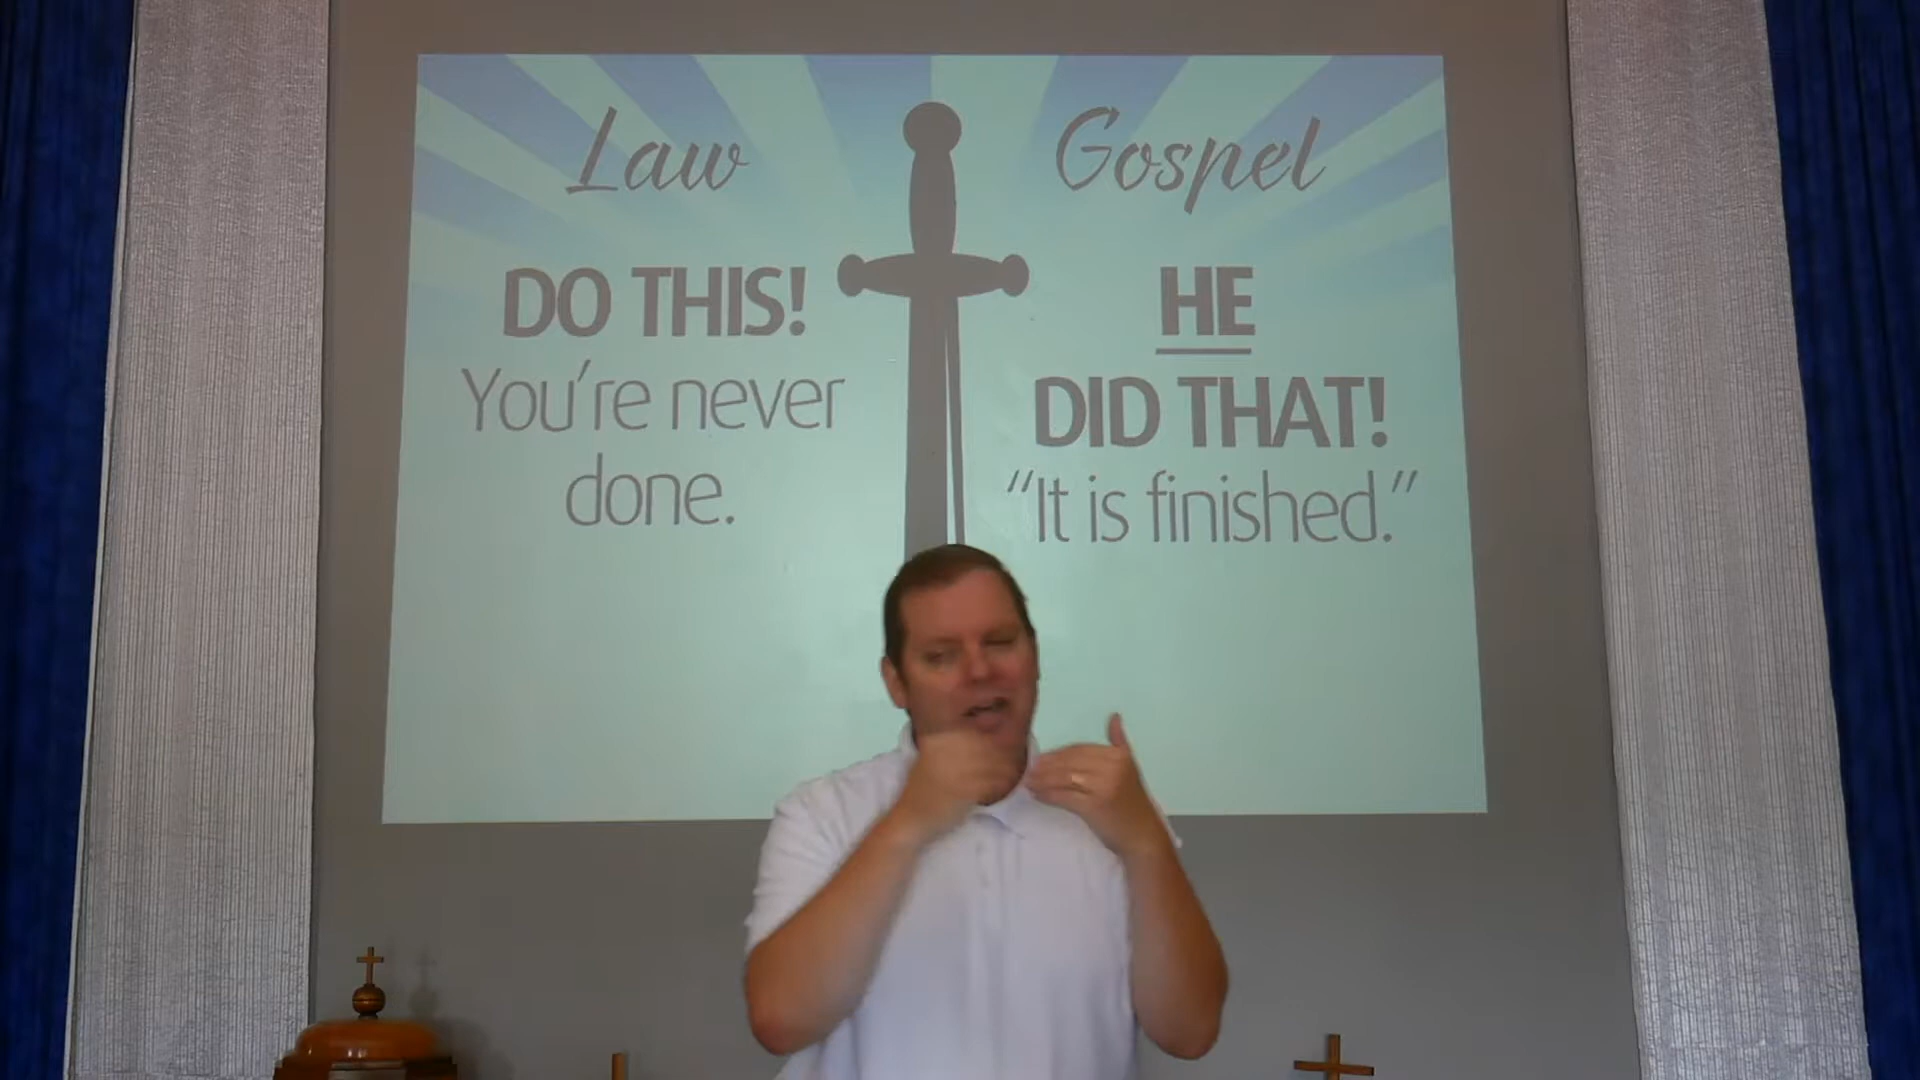 Law
DO THIS!
You're never
done.
Gospel
HE
DID THAT!
“It is finished.”